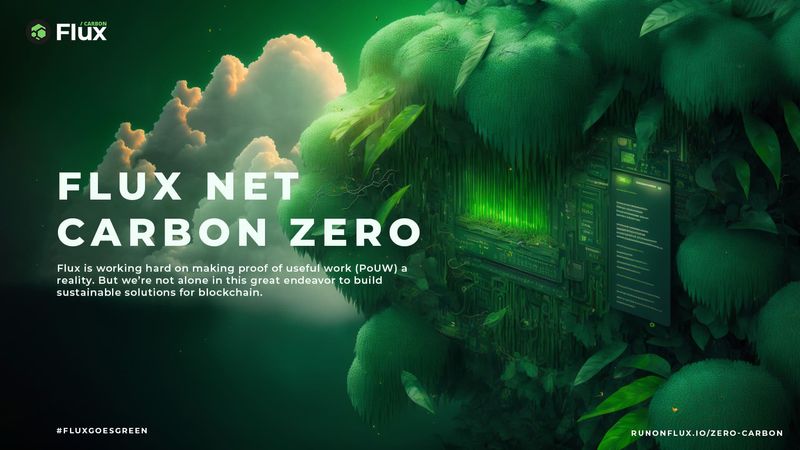 / CARBON
Flux
FLUX NET
CARBON ZERO
Flux is working hard on making proof of useful work (PoUW) a
reality. But we're not alone in this great endeavor to build
sustainable solutions for blockchain.
#FLUXGOESGREEN
RUNONFLUX.IO/ZERO-CARBON